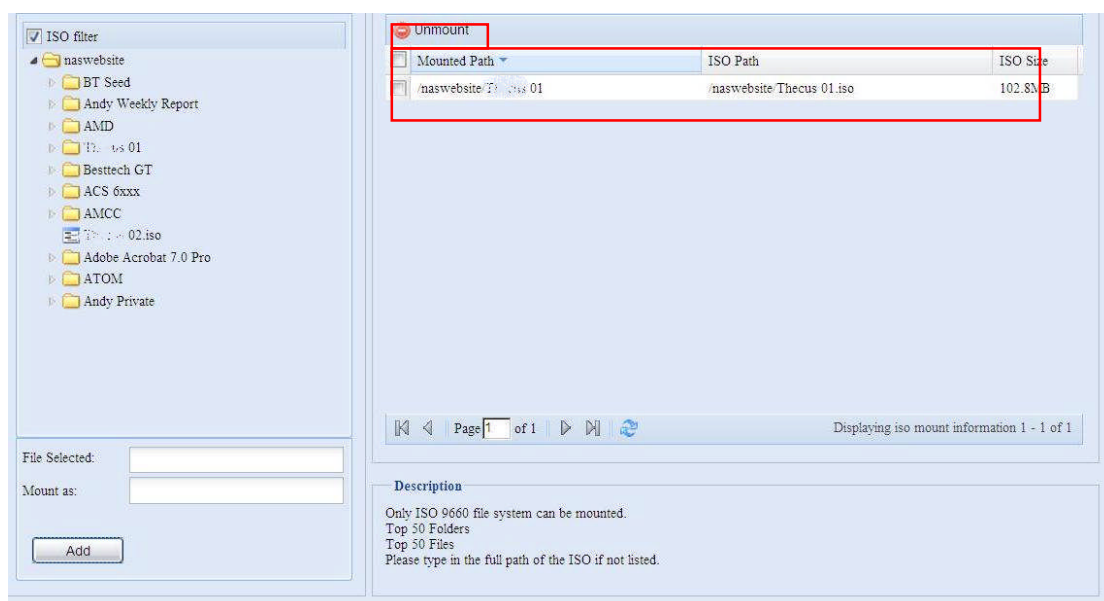 ISO filter
naswebsite
BT Seed
Andy Weekly Report
AMD
01
Besttech GT
ACS 6xxx
AMCC
02.iso
Adobe Acrobat 7.0 Pro
ATOM
Andy Private
File Selected:
Mount as:
Add
Unmount
Mounted Path ISO Path ISO Size
/naswebsite/ 01 /naswebsite/Thecus 01.iso 102.8MB
Page 1 of 1 Displaying iso mount information 1 - 1 of 1
Description
Only ISO 9660 file system can be mounted.
Top 50 Folders
Top 50 Files
Please type in the full path of the ISO if not listed.